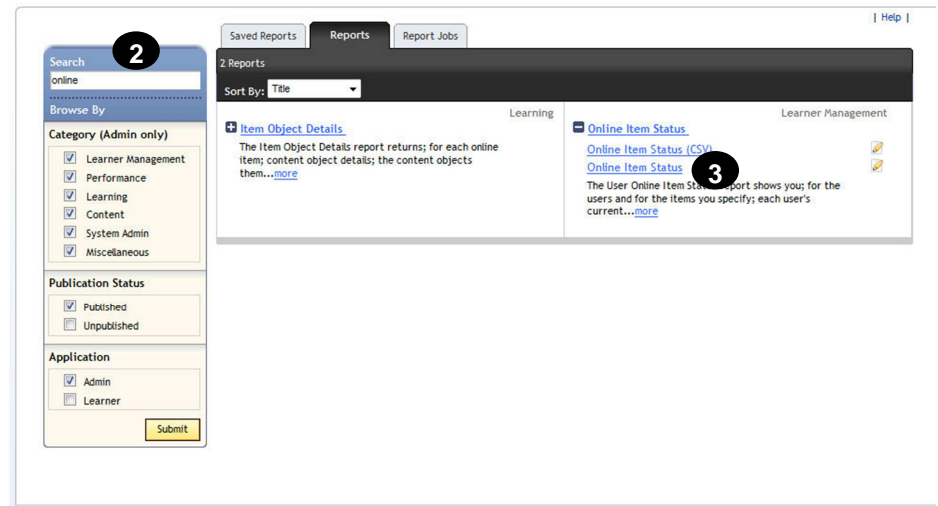 | Help |
Saved Reports
Reports
Report Jobs
2
Search
online
Browse By
Category (Admin only)
Learner Management
Performance
Learning
Content
System Admin
Miscellaneous
Publication Status
Published
Unpublished
Application
Admin
Learner
Submit
2 Reports
Sort By: Title
Learning
Item Object Details
The Item Object Details report returns; for each online
item; content object details; the content objects
them...more
Learner Management
Online Item Status
Online Item Status (CSV)
Online Item Status
3
The User Online Item report shows you; for the
users and for the items you specify; each user's
current...more